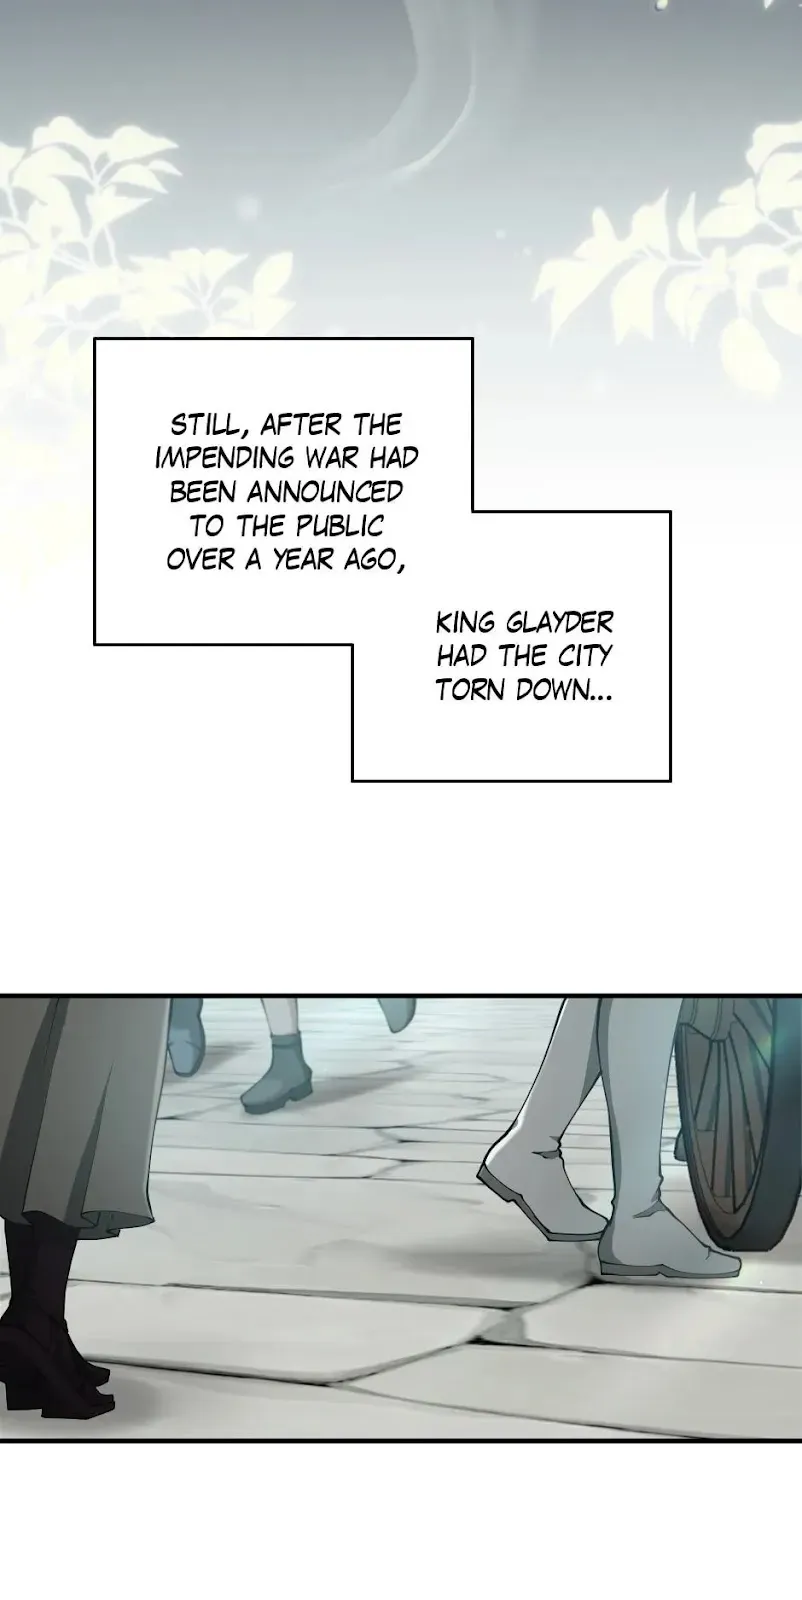 STILL, AFTER THE
IMPENDING WAR HAD
BEEN ANNOUNCED
TO THE PUBLIC
OVER A YEAR AGO,
KING GLAYDER
HAD THE CITY
TORN DOWN...